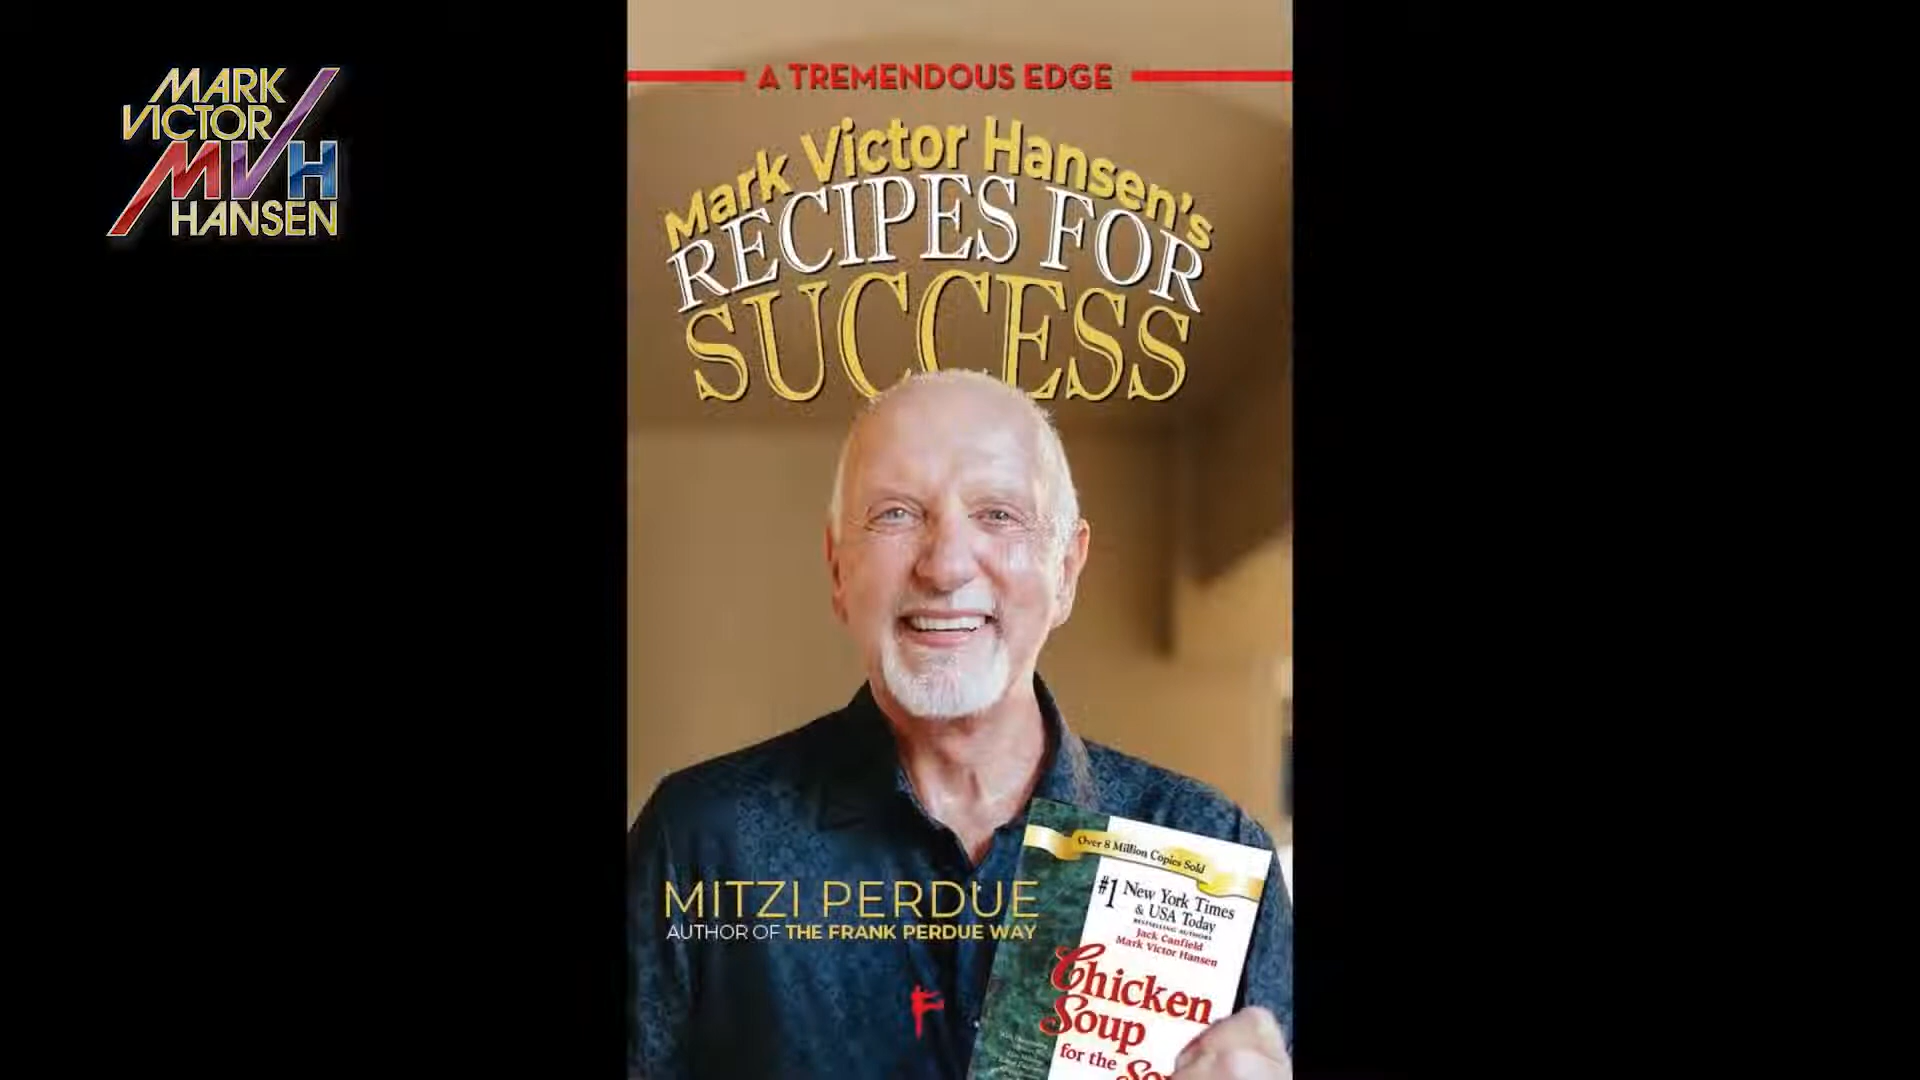 MARK
VICTOR
MVH
HANSEN
A TREMENDOUS EDGE
Mark Victor Hansen's
RECIPES FOR
SUCCESS
MITZI PERDUE
AUTHOR OF THE FRANK PERDUE WAY
Over 8 Million Copies Sold
#1 New York Times
& USA Today
BESTSELLING AUTHORS
Jack Canfield
Mark Victor Hansen
Chicken
Soup
for the